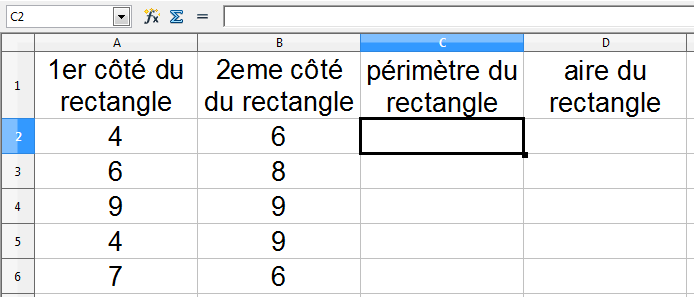 C2
A B C D
1 1er côté du rectangle 2eme côté du rectangle périmètre du rectangle aire du rectangle
2 4 6
3 6 8
4 9 9
5 4 9
6 7 6